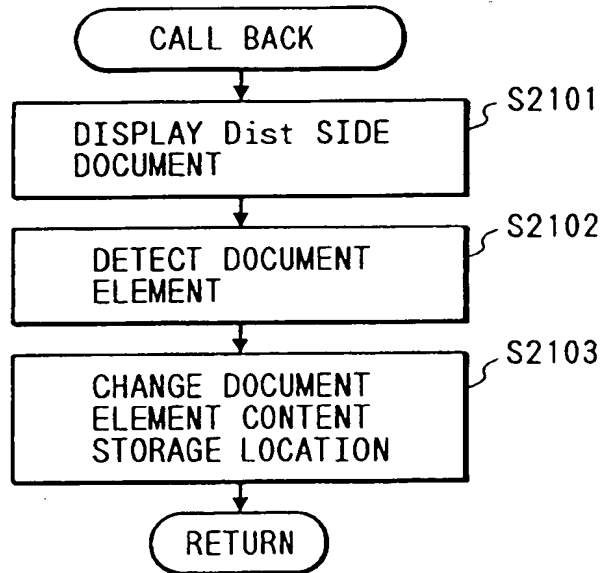 CALL BACK
S2101
DISPLAY Dist SIDE
DOCUMENT
S2102
DETECT DOCUMENT
ELEMENT
S2103
CHANGE DOCUMENT
ELEMENT CONTENT
STORAGE LOCATION
RETURN